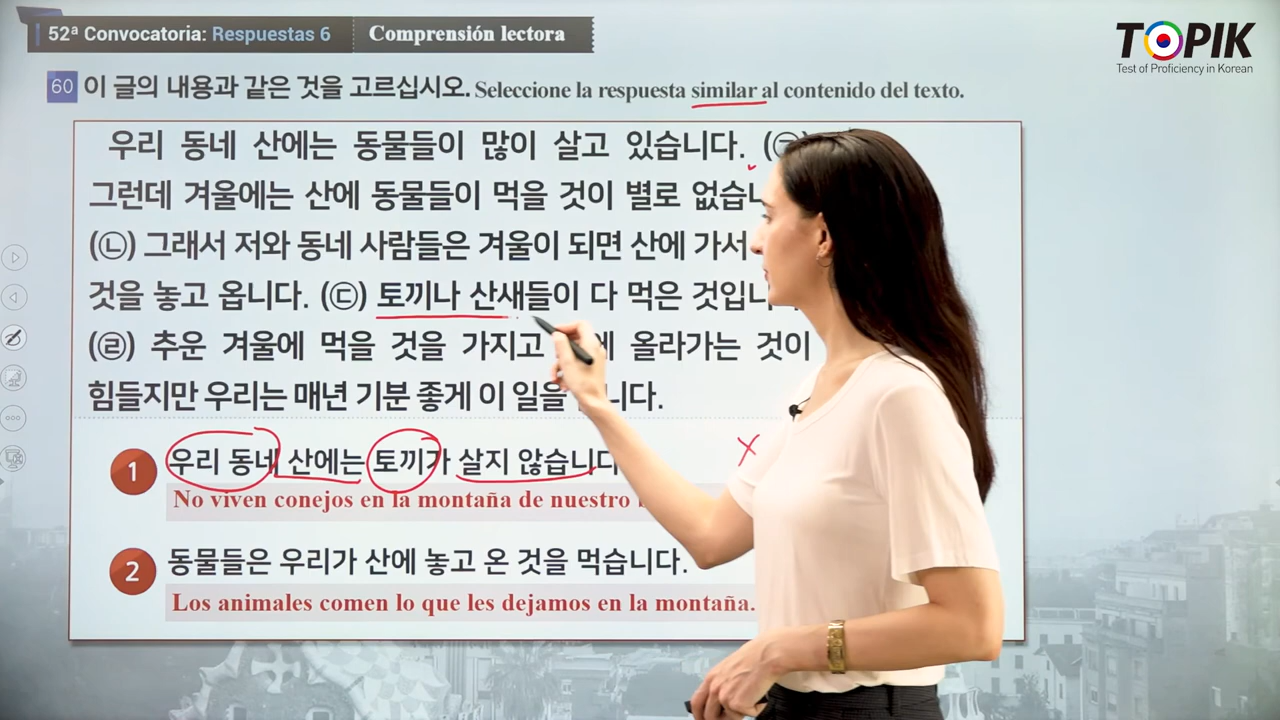 52ª Convocatoria: Respuestas 6
Comprensión lectora
TOPIK
Test of Proficiency in Korean
60 이 글의 내용과 같은 것을 고르십시오. Seleccione la respuesta similar al contenido del texto.
우리 동네 산에는 동물들이 많이 살고 있습니다. (㉠)
그런데 겨울에는 산에 동물들이 먹을 것이 별로
(㉡) 그래서 저와 동네 사람들은 겨울이 되면 산에 가서
것을 놓고 옵니다. (㉢) 토끼나 산새들이 다 먹은
(㉣) 추운 겨울에 먹을 것을 가지고 올라가는 것이
힘들지만 우리는 매년 기분 좋게 이 일을
1 우리 동네 산에는 토끼가 살지 않습니다
No viven conejos en la montaña de nuestro
2 동물들은 우리가 산에 놓고 온 것을 먹습니다.
Los animales comen lo que les dejamos en la montaña.